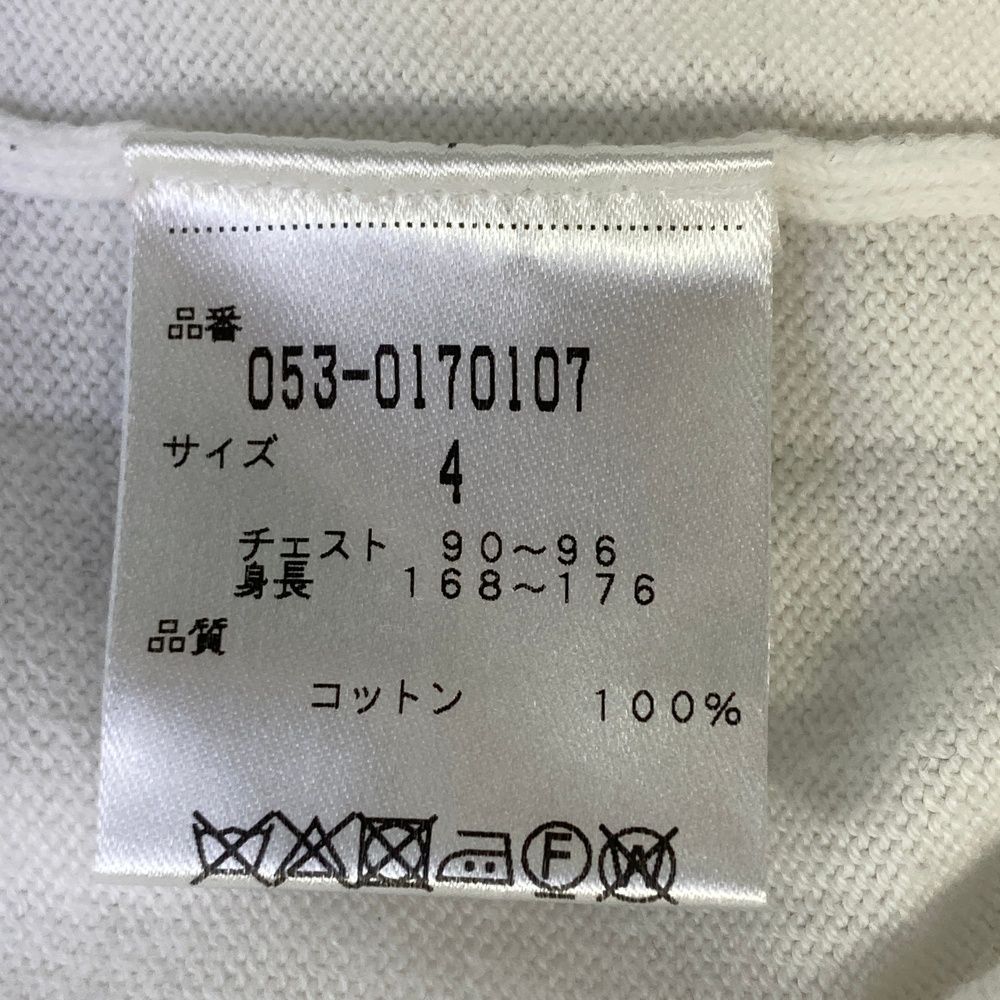 品番
053-0170107
サイズ 4
チェスト 90～96
身長 168～176
品質
コットン 100%
F
W